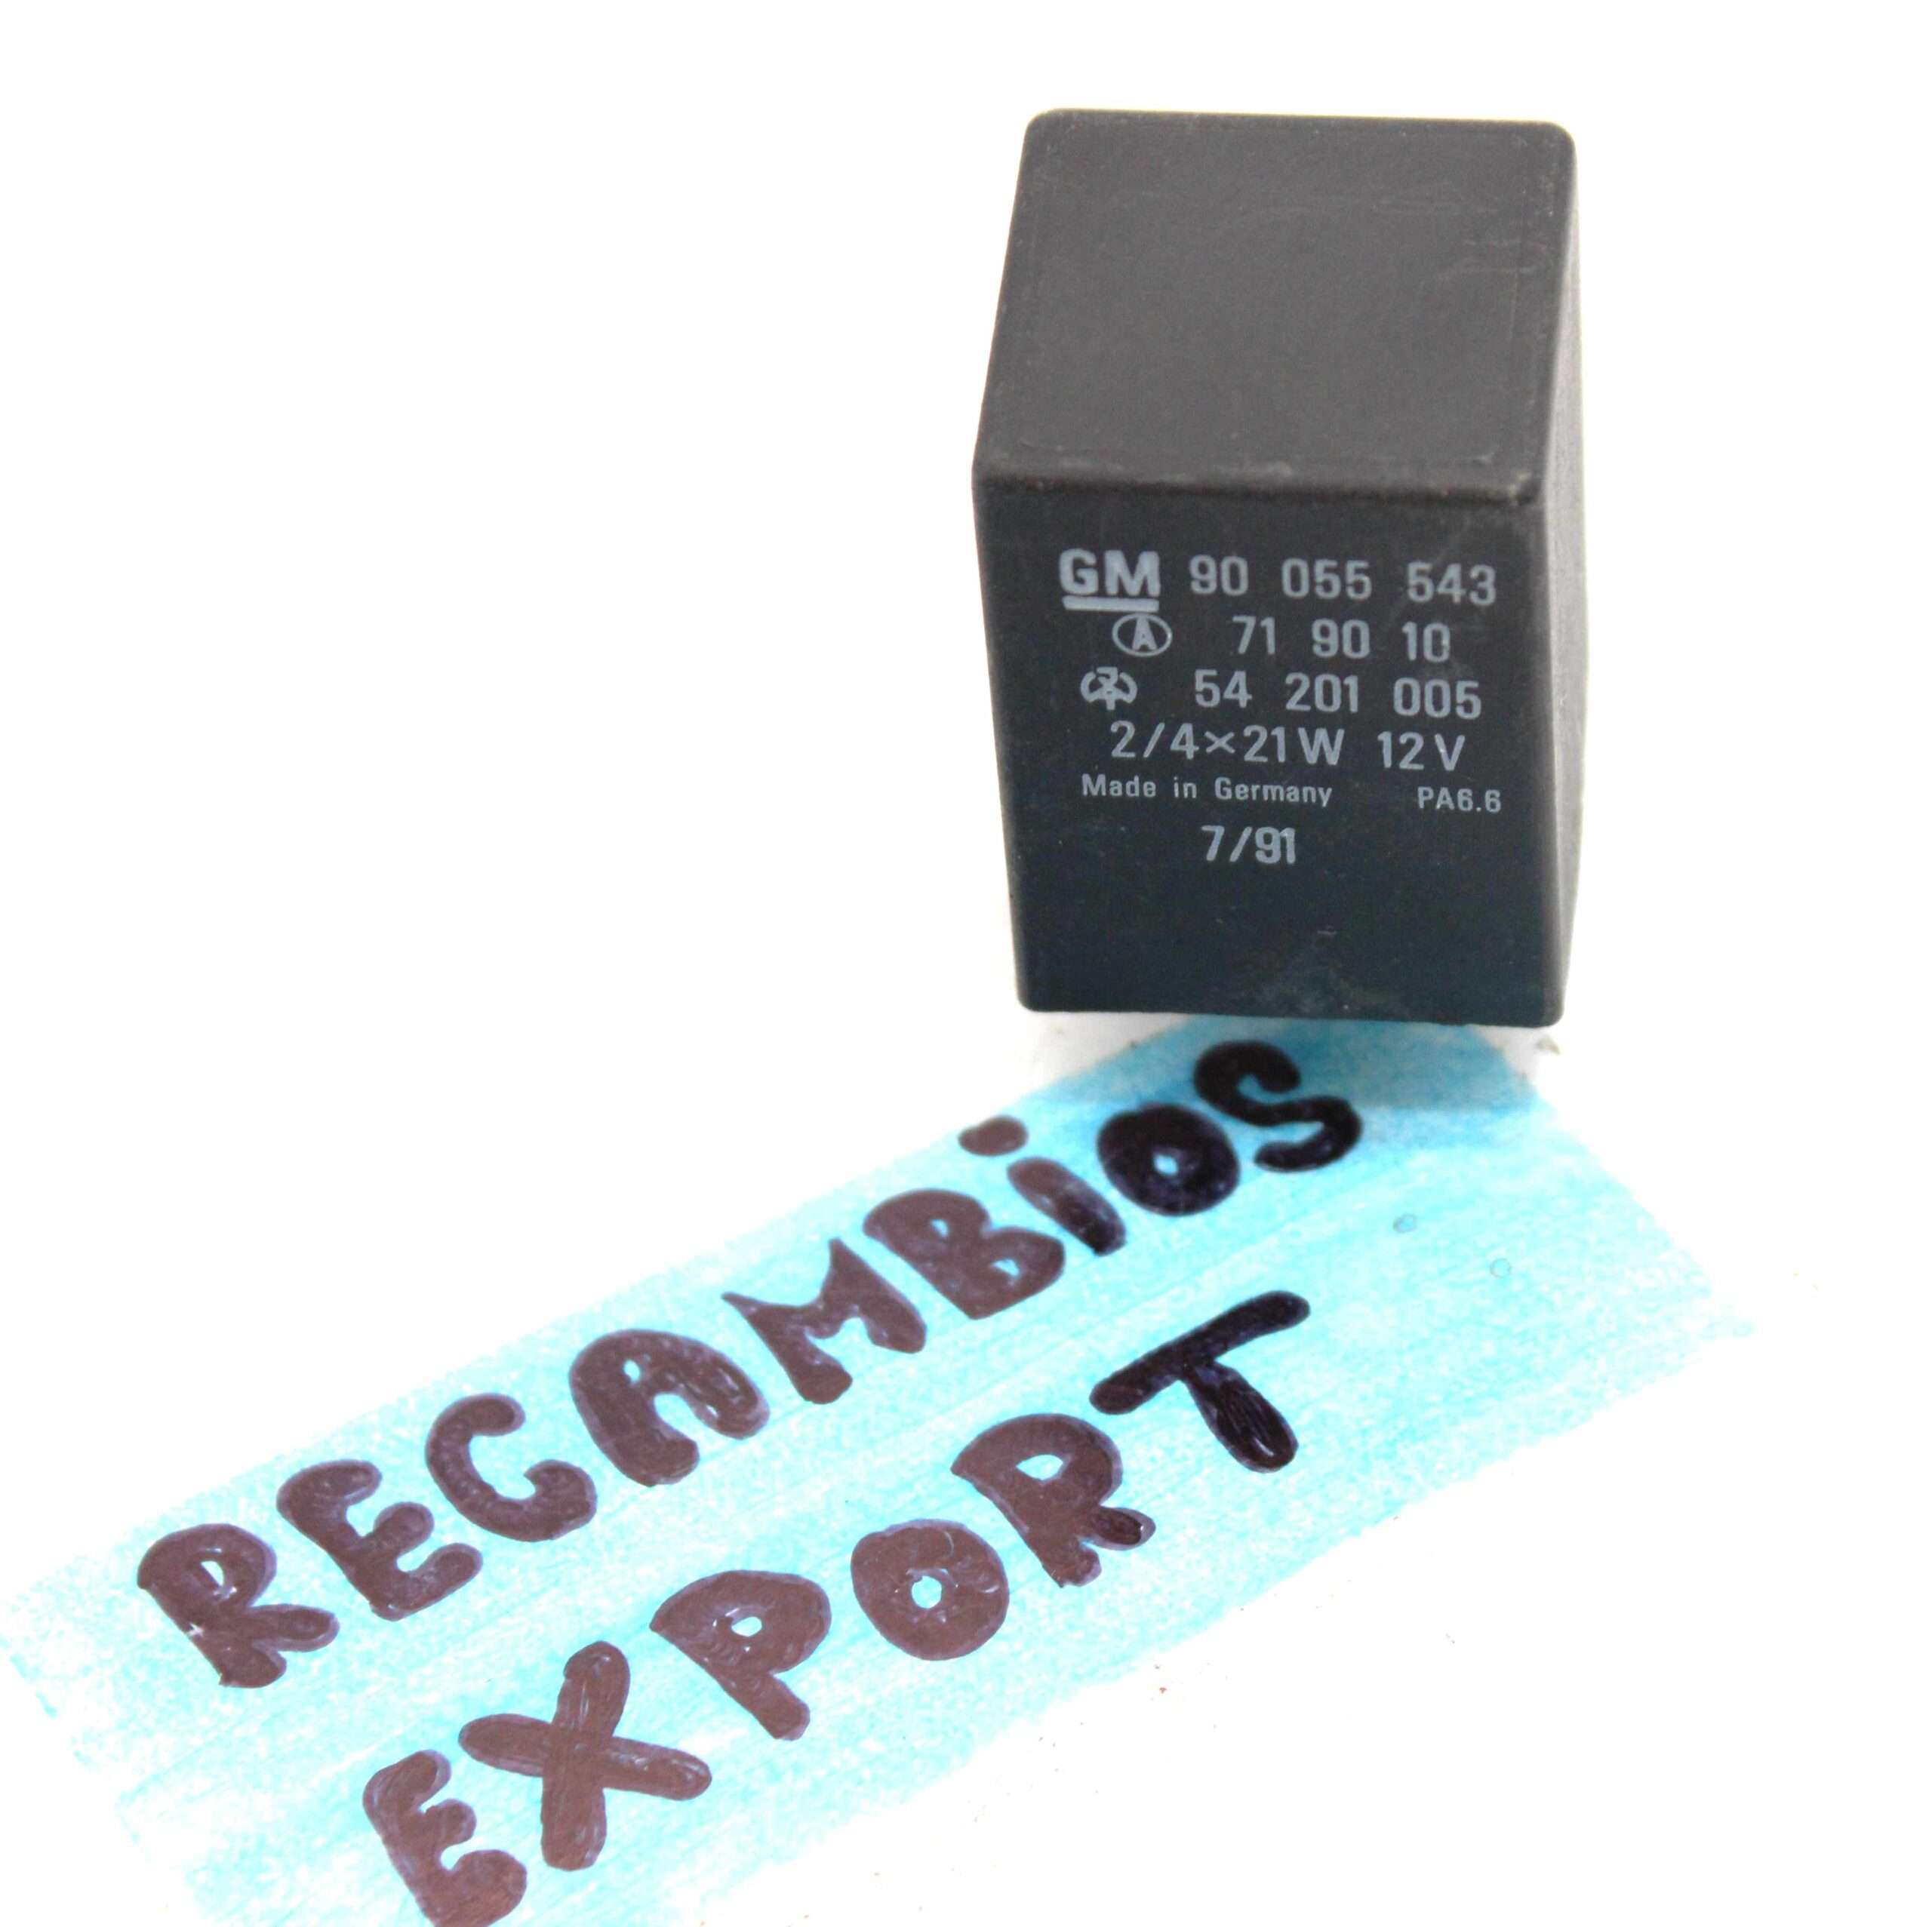 GM 90 055 543
A 71 90 10
54 201 005
2/4×21W 12V
Made in Germany PA6.6
7/91
RECAMBiOS
EXPORT